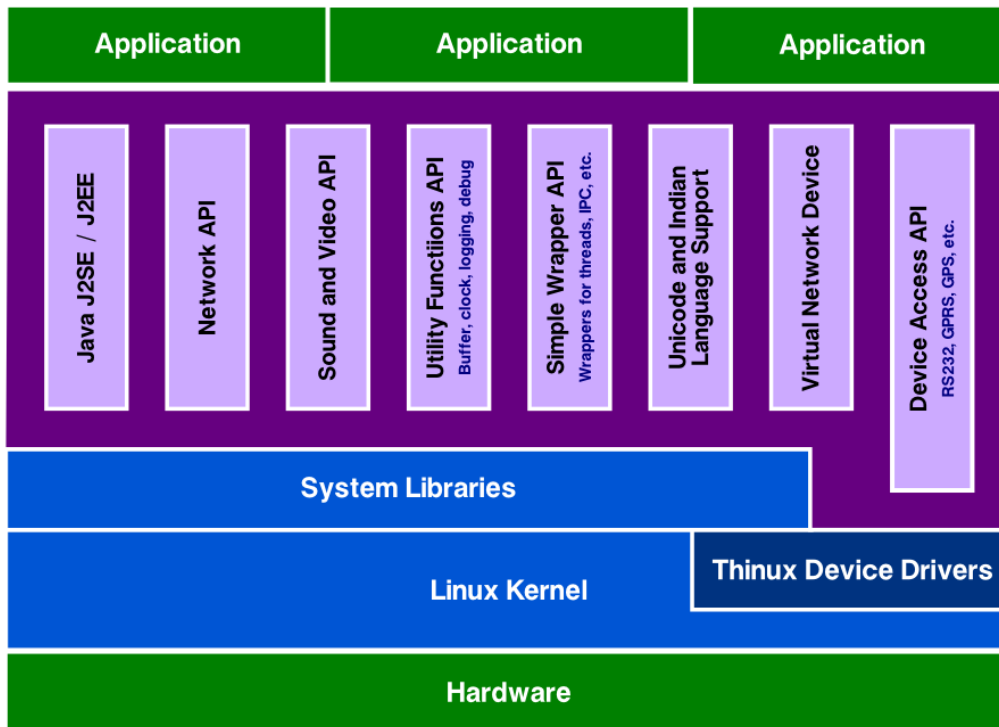 Application
Application
Application
Java J2SE / J2EE
Network API
Sound and Video API
Utility Functiions API
Buffer, clock, logging, debug
Simple Wrapper API
Wrappers for threads, IPC, etc.
Unicode and Indian
Language Support
Virtual Network Device
Device Access API
RS232, GPRS, GPS, etc.
System Libraries
Thinux Device Drivers
Linux Kernel
Hardware